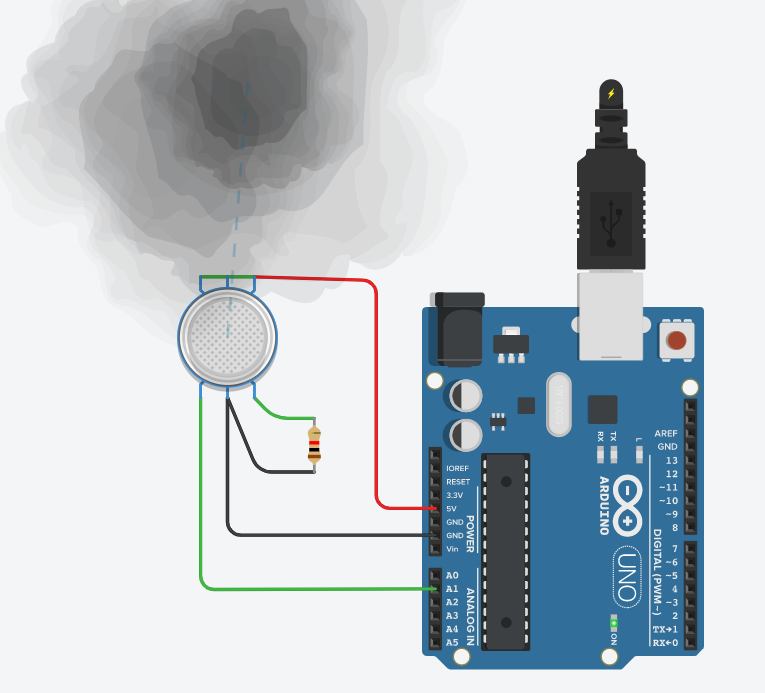 AREF
GND
13
12
~11
~10
~9
8
7
~6
~5
4
~3
2
TX→1
RX←0
DIGITAL (PWM~)
L
TX
RX
ARDUINO
UNO
ON
IOREF
RESET
3.3V
5V
GND
GND
Vin
POWER
A0
A1
A2
A3
A4
A5
ANALOG IN